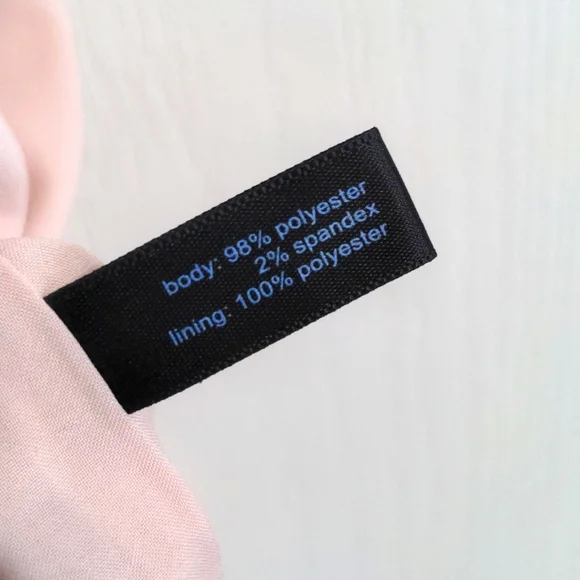 body: 98% polyester
2% spandex
lining: 100% polyester